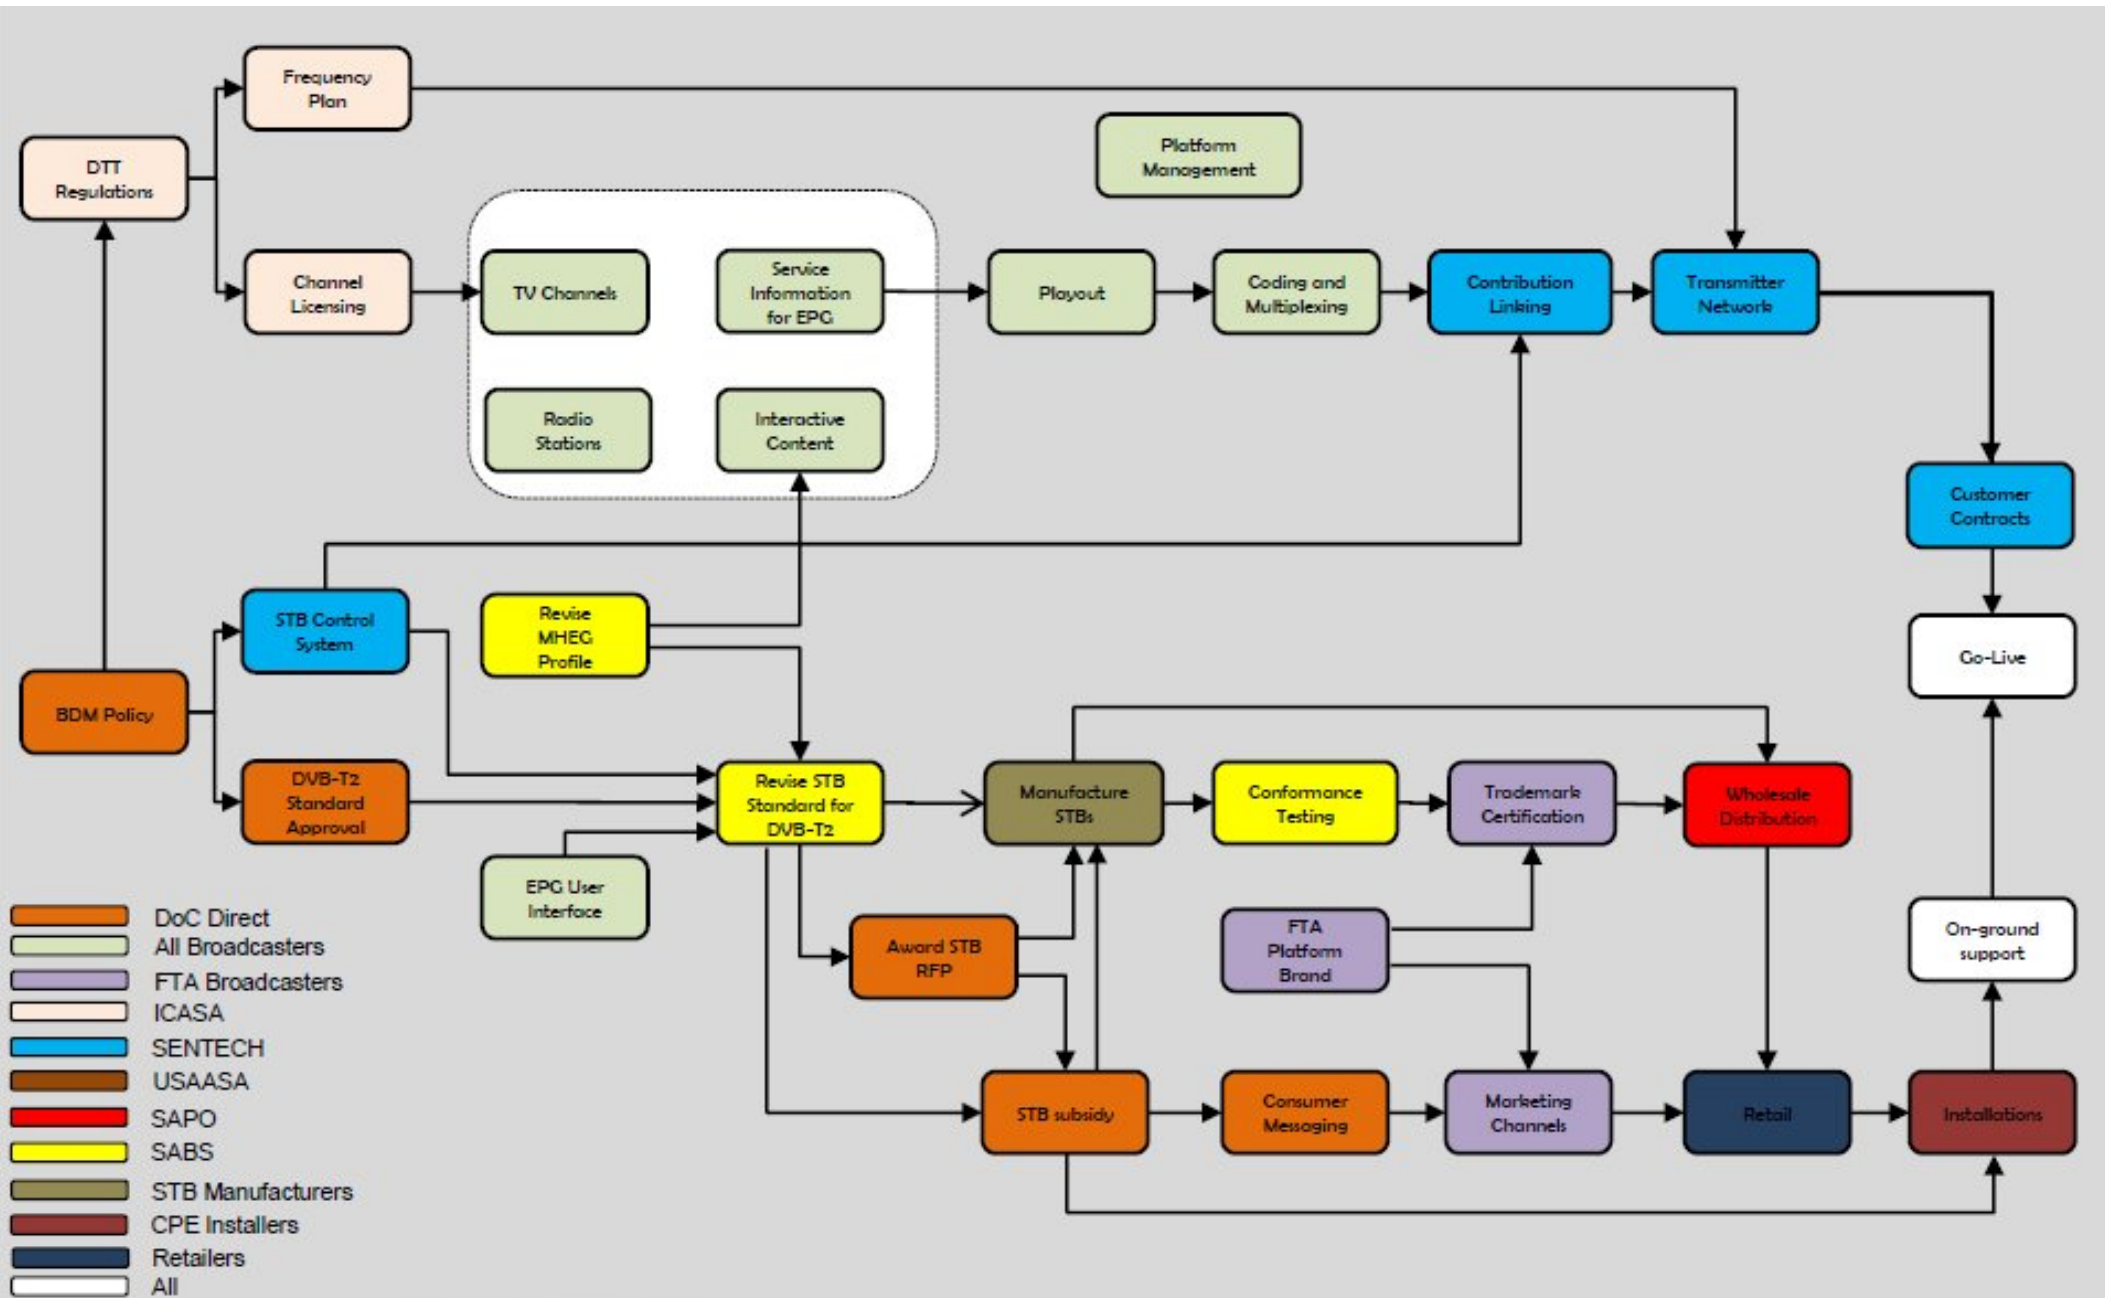 Frequency
Plan
Platform
Management
DTT
Regulations
Channel
Licensing
TV Channels
Service
Information
for EPG
Playout
Coding and
Multiplexing
Contribution
Linking
Transmitter
Network
Radio
Stations
Interactive
Content
Customer
Contracts
STB Control
System
Revise
MHEG
Profile
Go-Live
BDM Policy
DVB-T2
Standard
Approval
Revise STB
Standard for
DVB-T2
Manufacture
STBs
Conformance
Testing
Trademark
Certification
Wholesale
Distribution
EPG User
Interface
Award STB
RFP
FTA
Platform
Brand
On-ground
support
STB subsidy
Consumer
Messaging
Marketing
Channels
Retail
Installations
DoC Direct
All Broadcasters
FTA Broadcasters
ICASA
SENTECH
USAASA
SAPO
SABS
STB Manufacturers
CPE Installers
Retailers
All